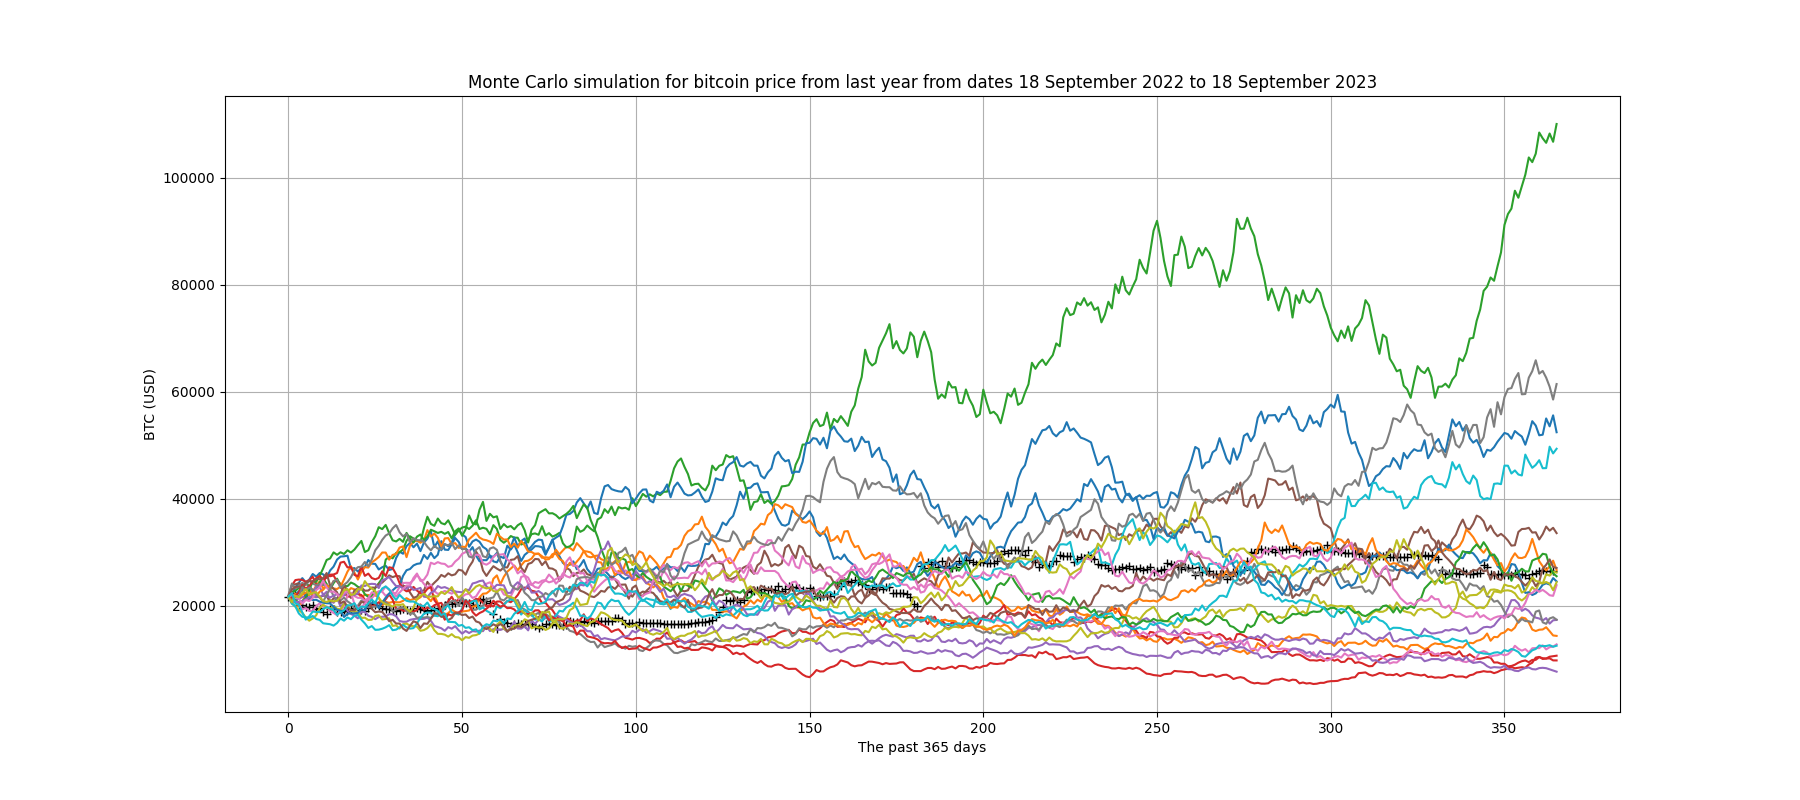 Monte Carlo simulation for bitcoin price from last year from dates 18 September 2022 to 18 September 2023
100000
80000
60000
40000
20000
BTC (USD)
0 50 100 150 200 250 300 350
The past 365 days